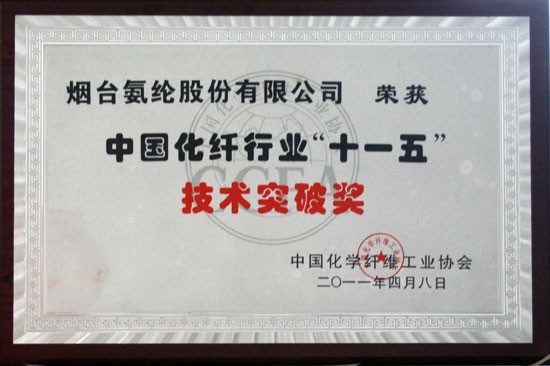 烟台氨纶股份有限公司 荣获
中国化纤行业“十一五”
技术突破奖
中国化学纤维工业协会
二〇一一年四月八日
CCFA